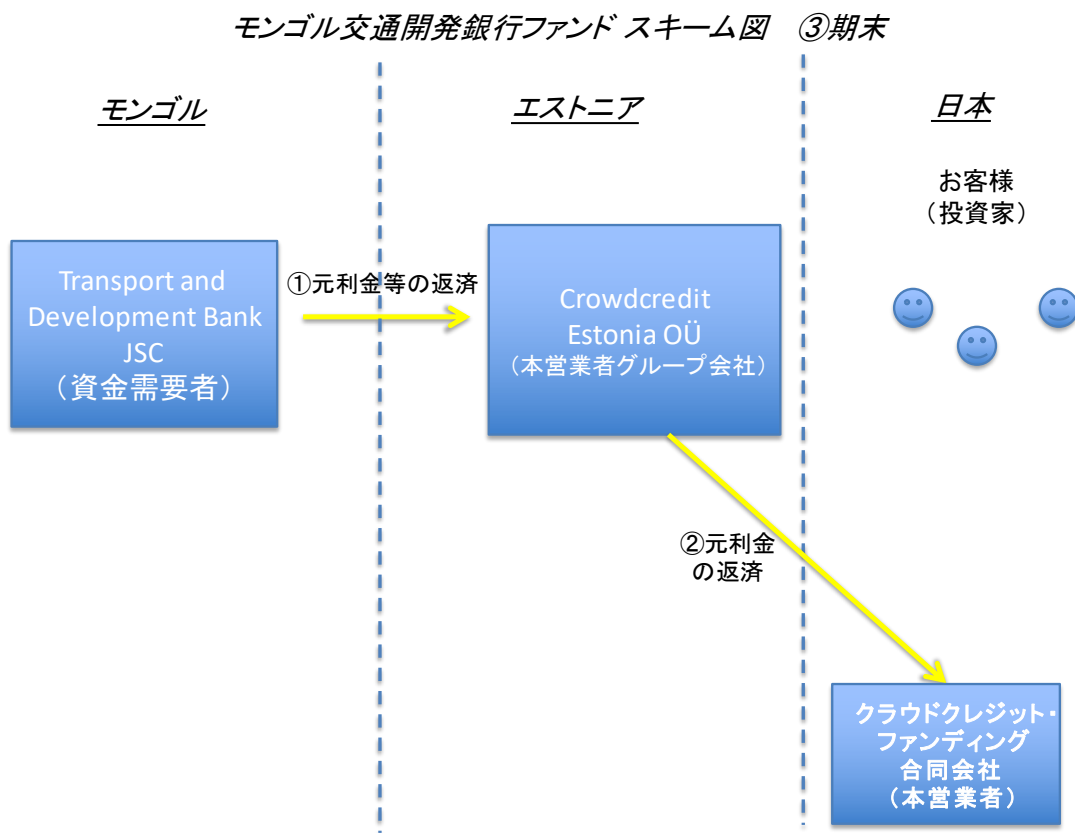 モンゴル交通開発銀行ファンド スキーム図　③期末
モンゴル
エストニア
日本
お客様
（投資家）
Transport and
Development Bank
JSC
（資金需要者）
①元利金等の返済
Crowdcredit
Estonia OÜ
（本営業者グループ会社）
②元利金
の返済
クラウドクレジット・
ファンディング
合同会社
（本営業者）